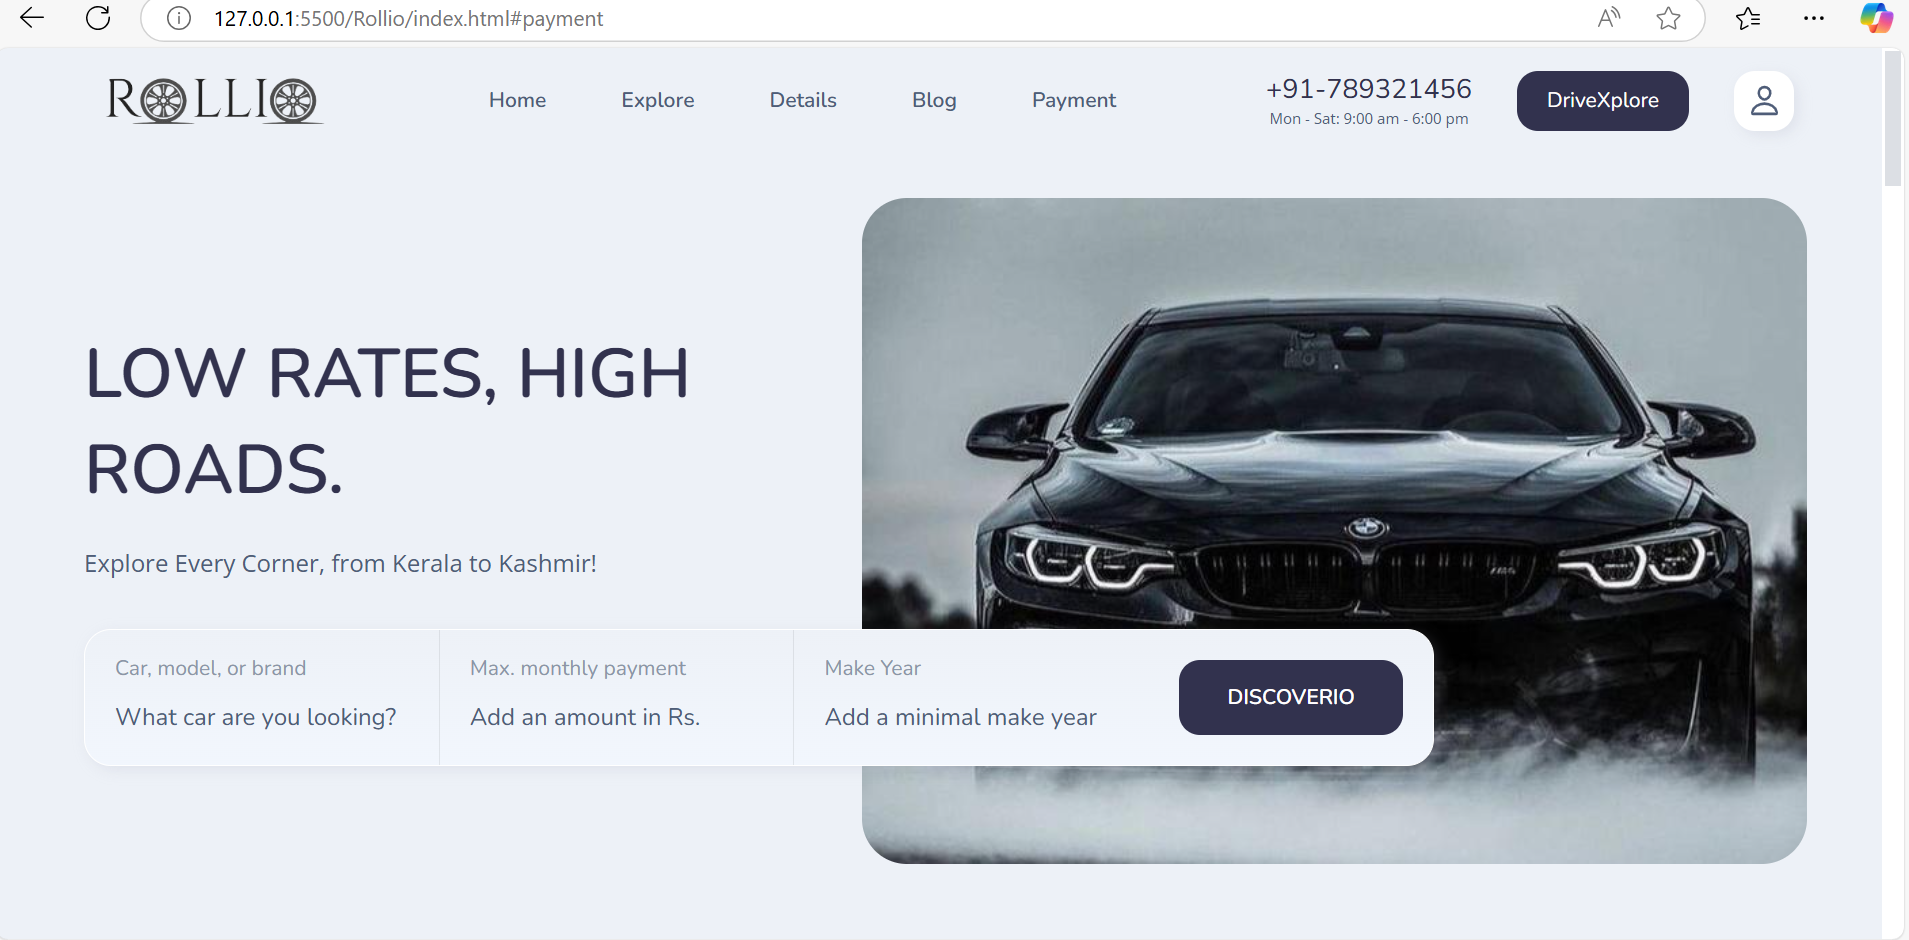 127.0.0.1:5500/Rollio/index.html#payment
ROLLIO
Home Explore Details Blog Payment
+91-789321456
Mon - Sat: 9:00 am - 6:00 pm
DriveXplore
LOW RATES, HIGH
ROADS.
Explore Every Corner, from Kerala to Kashmir!
Car, model, or brand
What car are you looking?
Max. monthly payment
Add an amount in Rs.
Make Year
Add a minimal make year
DISCOVERIO